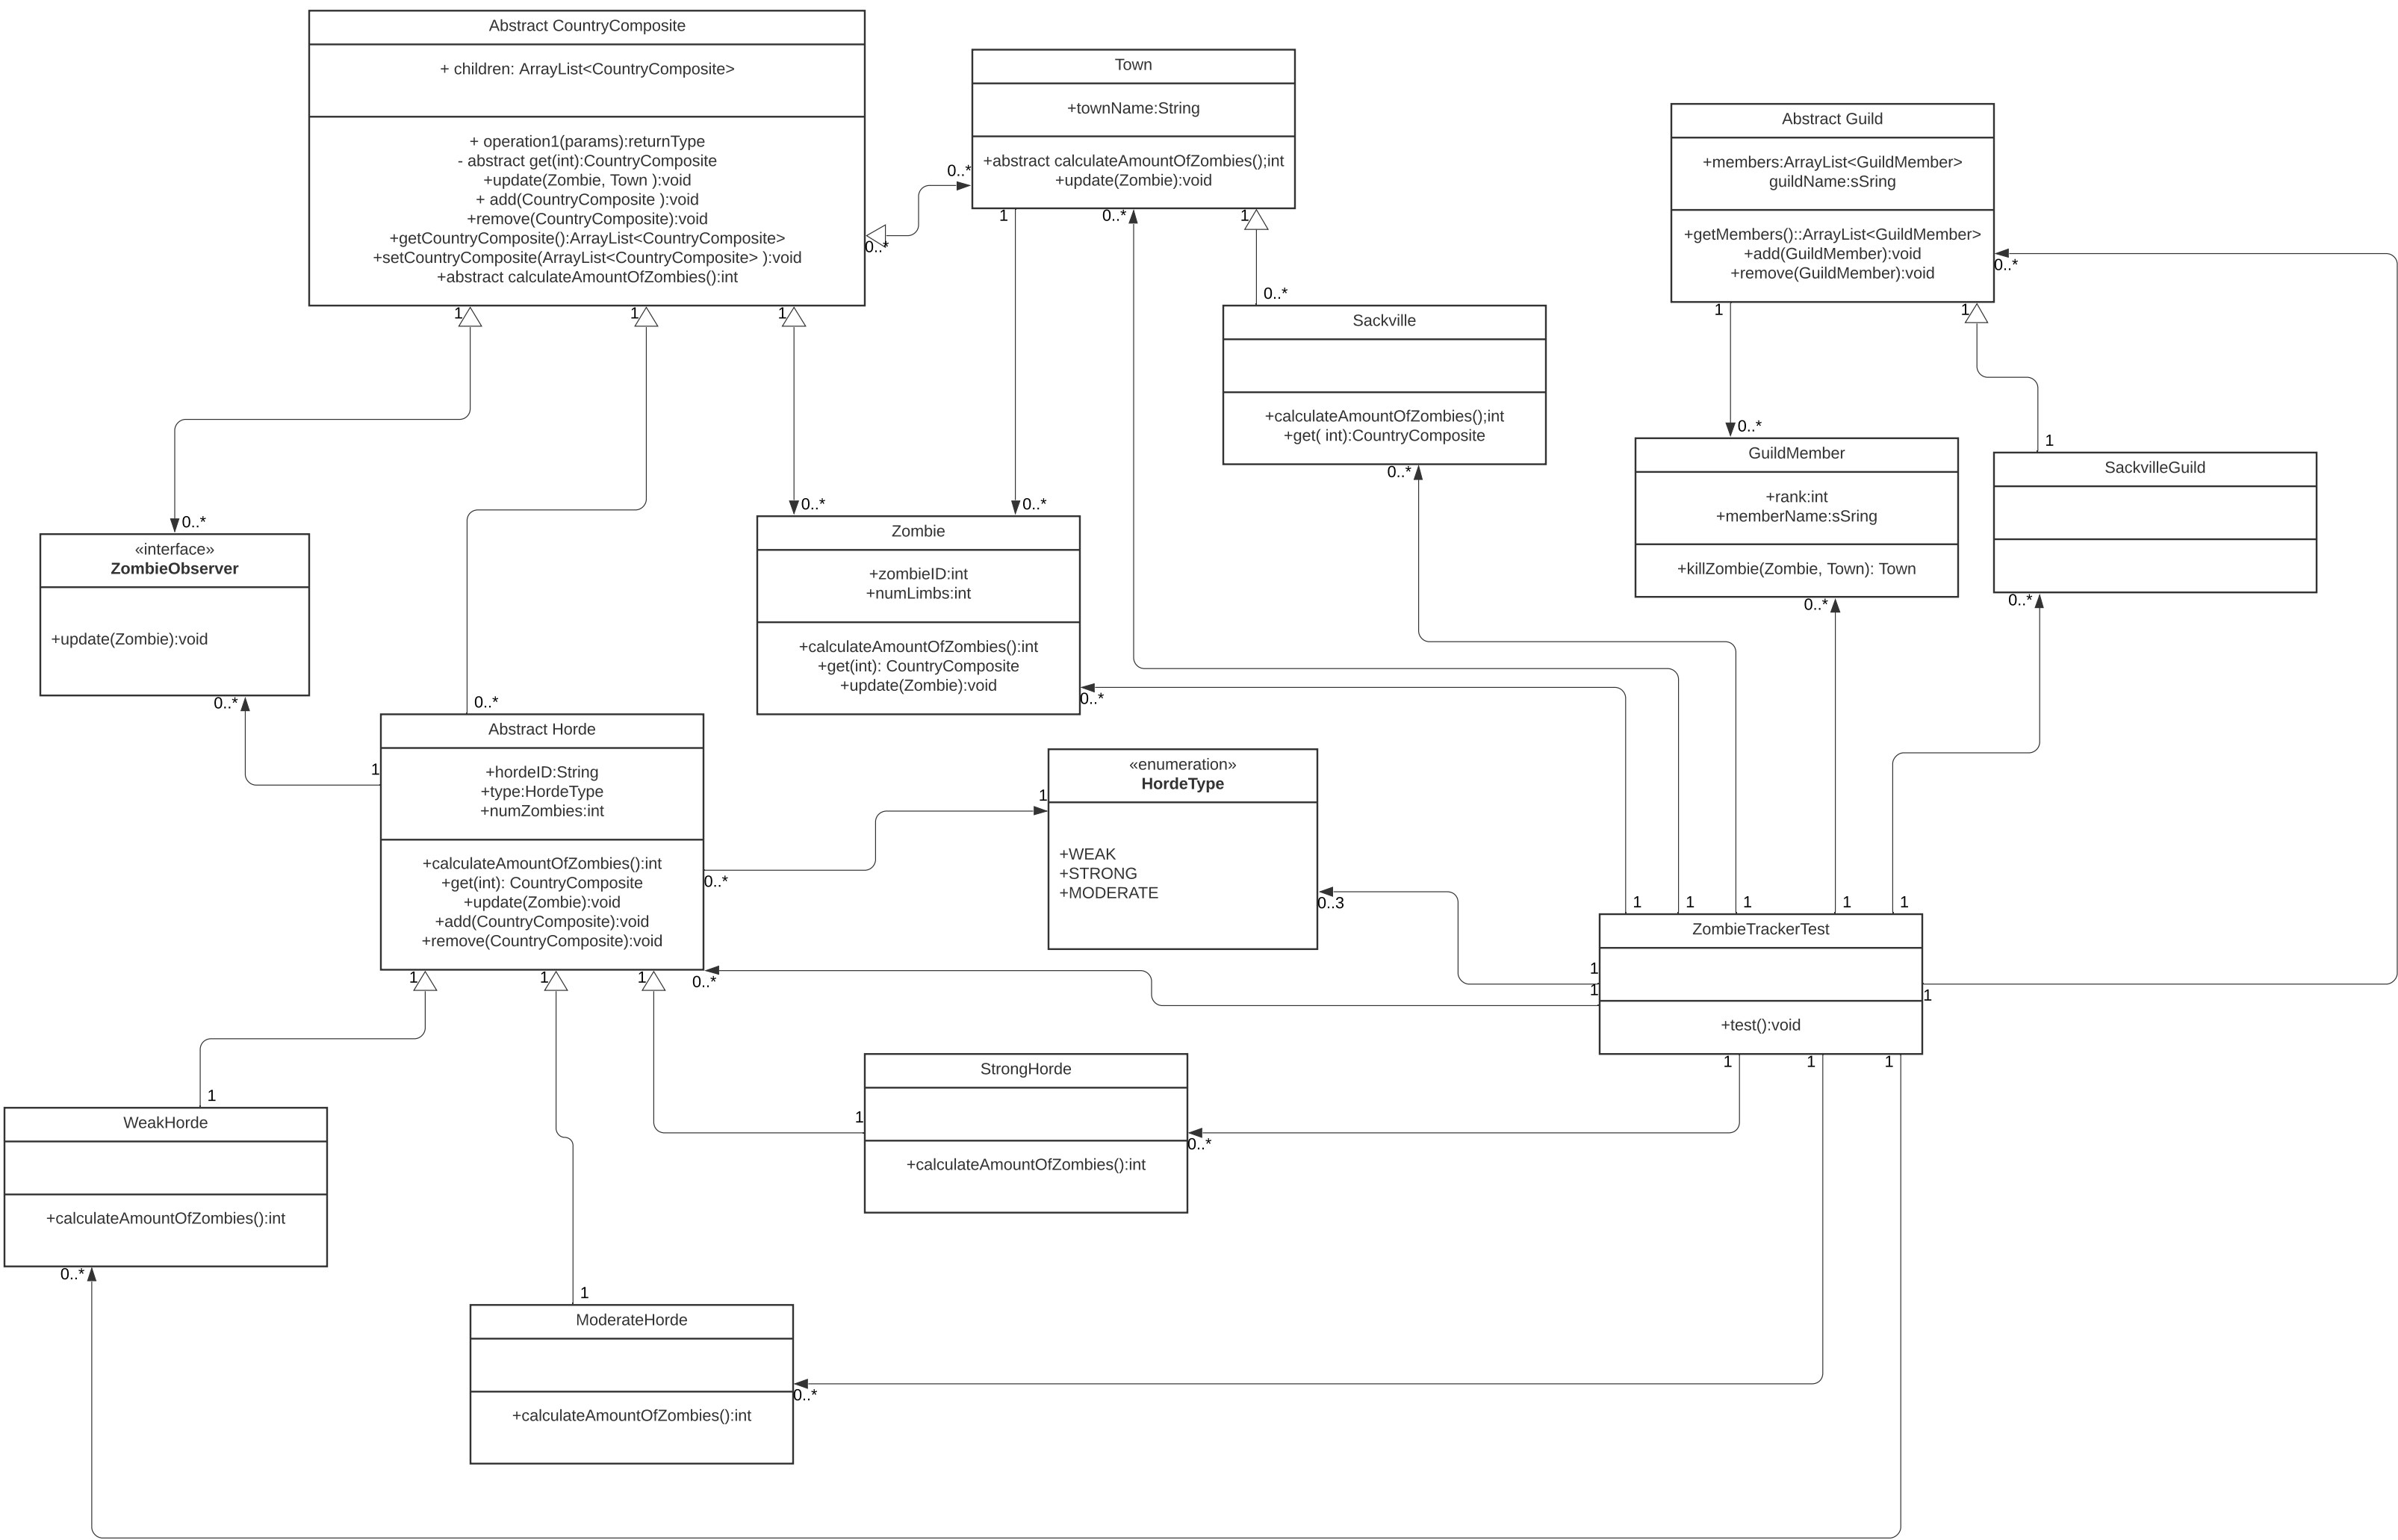 Abstract CountryComposite
+ children: ArrayList<CountryComposite>
+ operation1(params):returnType
- abstract get(int):CountryComposite
+update(Zombie, Town ):void
+ add(CountryComposite ):void
+remove(CountryComposite):void
+getCountryComposite():ArrayList<CountryComposite>
+setCountryComposite(ArrayList<CountryComposite> ):void
+abstract calculateAmountOfZombies():int
1
1
1
0..*
0..*
Town
+townName:String
+abstract calculateAmountOfZombies();int
+update(Zombie):void
1
0..*
1
0..*
Sackville
+calculateAmountOfZombies();int
+get( int):CountryComposite
0..*
Abstract Guild
+members:ArrayList<GuildMember>
guildName:sSring
+getMembers()::ArrayList<GuildMember>
+add(GuildMember):void
+remove(GuildMember):void
0..*
1
1
0..*
GuildMember
+rank:int
+memberName:sSring
+killZombie(Zombie, Town): Town
0..*
1
SackvilleGuild
0..*
0..*
«interface»
ZombieObserver
+update(Zombie):void
0..*
0..*
0..*
Zombie
+zombieID:int
+numLimbs:int
+calculateAmountOfZombies():int
+get(int): CountryComposite
+update(Zombie):void
0..*
0..*
1
Abstract Horde
+hordeID:String
+type:HordeType
+numZombies:int
+calculateAmountOfZombies():int
+get(int): CountryComposite
+update(Zombie):void
+add(CountryComposite):void
+remove(CountryComposite):void
0..*
1
1
1
0..*
1
«enumeration»
HordeType
+WEAK
+STRONG
+MODERATE
0..3
1
1
1
1
1
ZombieTrackerTest
+test():void
1
1
1
1
1
1
1
StrongHorde
+calculateAmountOfZombies():int
0..*
1
WeakHorde
+calculateAmountOfZombies():int
0..*
1
ModerateHorde
+calculateAmountOfZombies():int
0..*